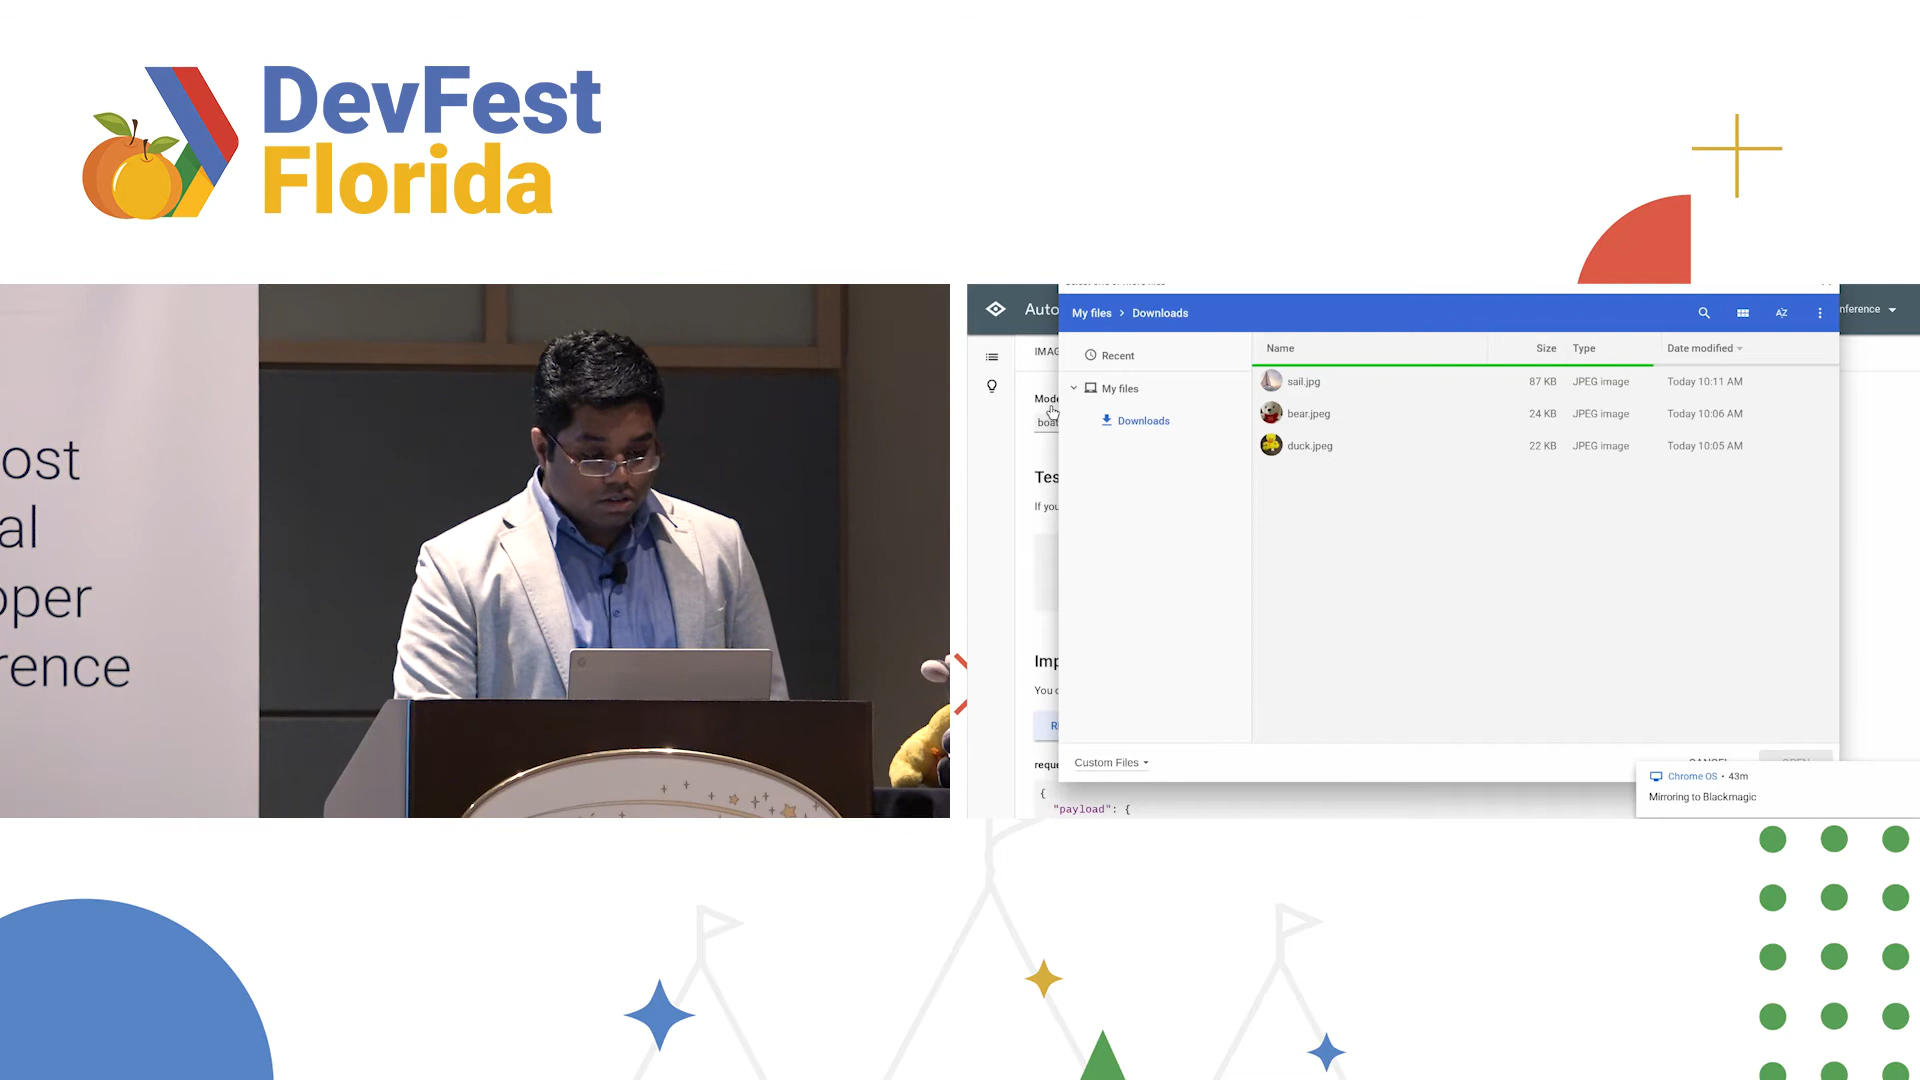 DevFest
Florida
ost
al
oper
rence
Auto
nference
My files > Downloads
IMAG
Recent
My files
Downloads
Name
Size
Type
Date modified
sail.jpg
87 KB
JPEG image
Today 10:11 AM
bear.jpeg
24 KB
JPEG image
Today 10:06 AM
duck.jpeg
22 KB
JPEG image
Today 10:05 AM
Mode
boat
Tes
If you
Imp
You c
reque
{
"payload": {
Custom Files
Chrome OS • 43m
Mirroring to Blackmagic